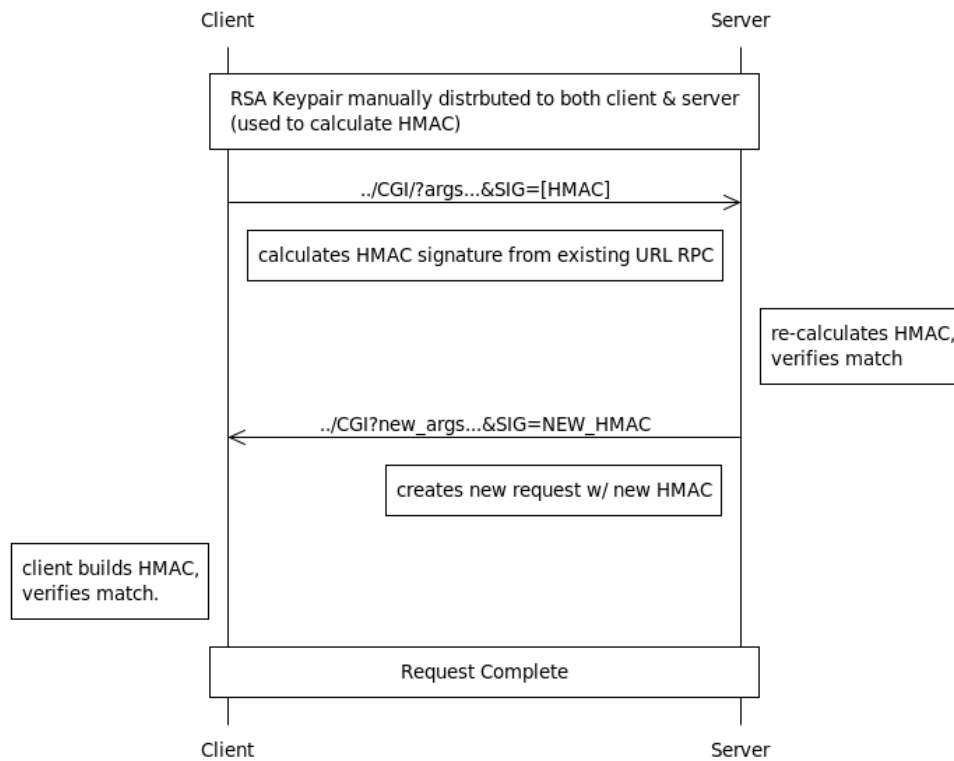 Client
Server
RSA Keypair manually distrbuted to both client & server
(used to calculate HMAC)
../CGI/?args...&SIG=[HMAC]
calculates HMAC signature from existing URL RPC
re-calculates HMAC,
verifies match
../CGI?new_args...&SIG=NEW_HMAC
creates new request w/ new HMAC
client builds HMAC,
verifies match.
Request Complete
Client
Server